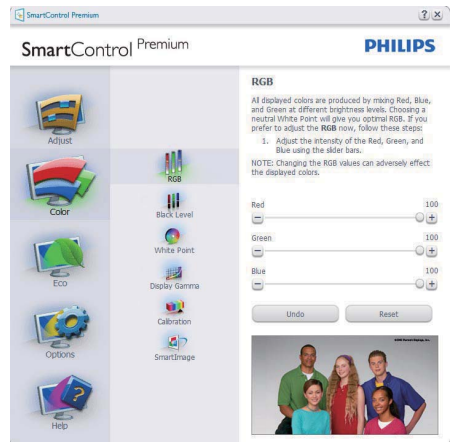 SmartControl Premium
SmartControl Premium
PHILIPS
Adjust
Color
Eco
Options
Help
RGB
Black Level
White Point
Display Gamma
Calibration
SmartImage
RGB
All displayed colors are produced by mixing Red, Blue,
and Green at different brightness levels. Choosing a
neutral White Point will give you optimal RGB. If you
prefer to adjust the RGB now, follow these steps:
1. Adjust the intensity of the Red, Green, and
Blue using the slider bars.
NOTE: Changing the RGB values can adversely effect
the displayed colors.
Red 100
Green 100
Blue 100
Undo Reset